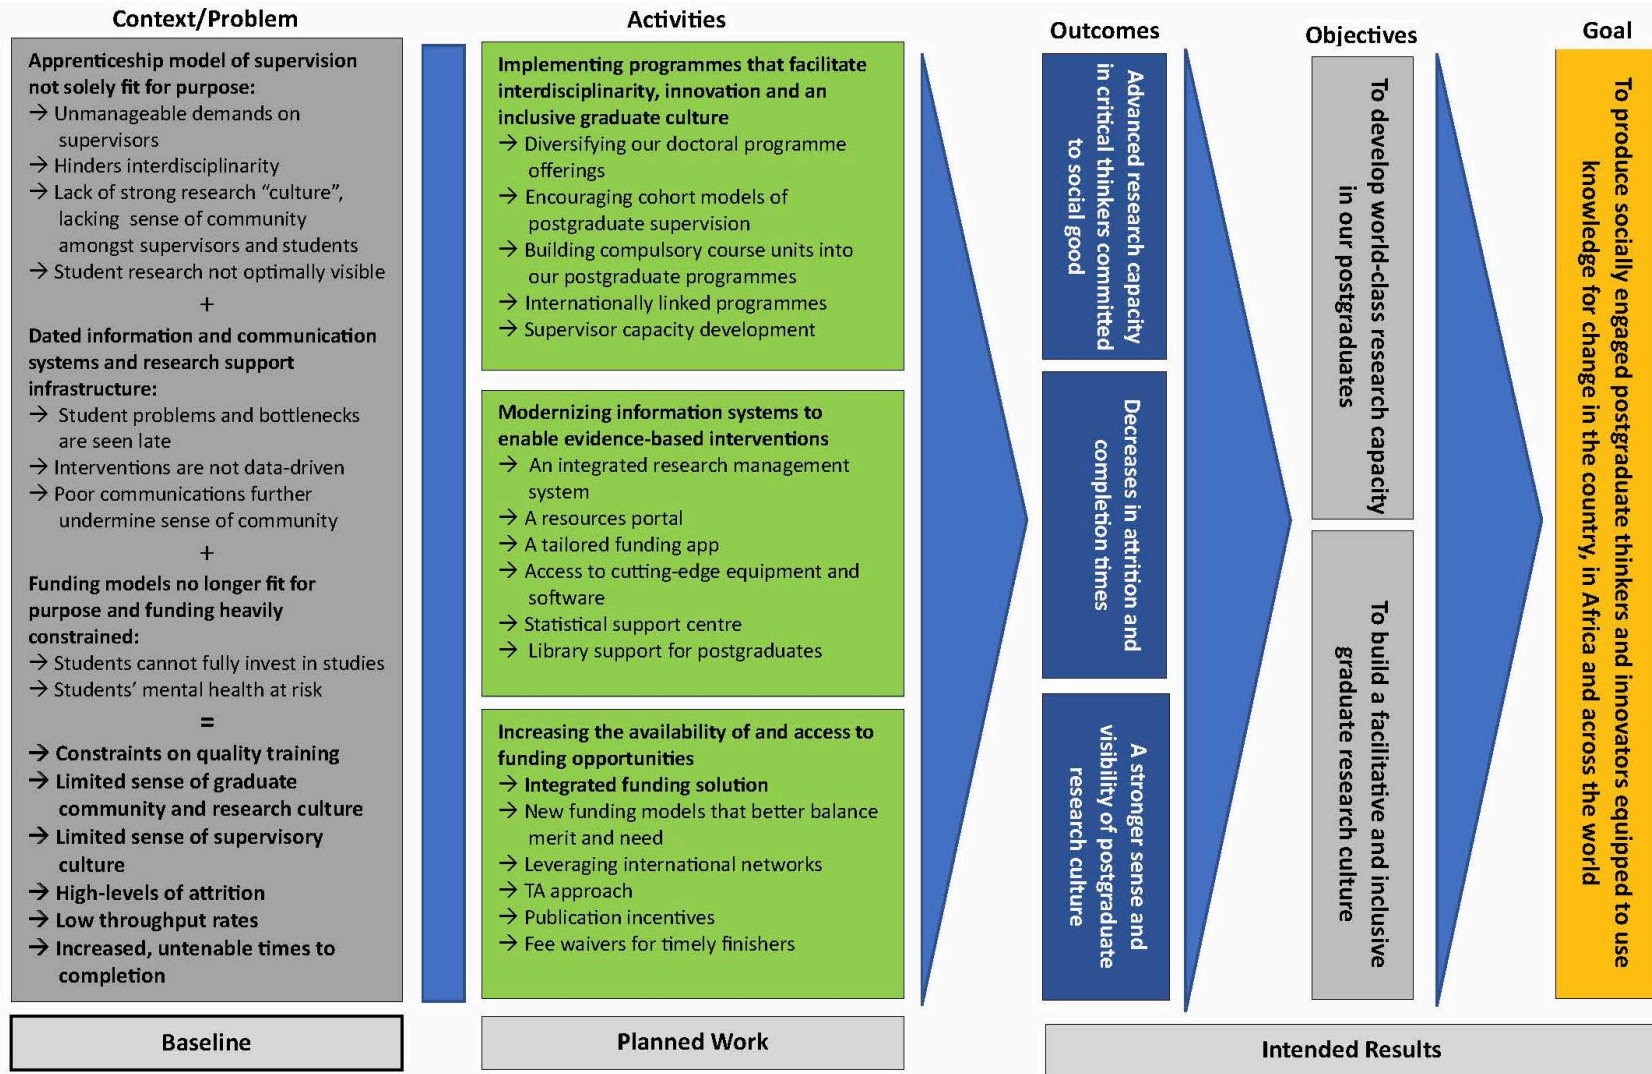 Context/Problem
Apprenticeship model of supervision
not solely fit for purpose:
→ Unmanageable demands on
supervisors
→ Hinders interdisciplinarity
→ Lack of strong research “culture”,
lacking sense of community
amongst supervisors and students
→ Student research not optimally visible
+
Dated information and communication
systems and research support
infrastructure:
→ Student problems and bottlenecks
are seen late
→ Interventions are not data-driven
→ Poor communications further
undermine sense of community
+
Funding models no longer fit for
purpose and funding heavily
constrained:
→ Students cannot fully invest in studies
→ Students’ mental health at risk
=
→ Constraints on quality training
→ Limited sense of graduate
community and research culture
→ Limited sense of supervisory
culture
→ High-levels of attrition
→ Low throughput rates
→ Increased, untenable times to
completion
Baseline
Activities
Implementing programmes that facilitate
interdisciplinarity, innovation and an
inclusive graduate culture
→ Diversifying our doctoral programme
offerings
→ Encouraging cohort models of
postgraduate supervision
→ Building compulsory course units into
our postgraduate programmes
→ Internationally linked programmes
→ Supervisor capacity development
Modernizing information systems to
enable evidence-based interventions
→ An integrated research management
system
→ A resources portal
→ A tailored funding app
→ Access to cutting-edge equipment and
software
→ Statistical support centre
→ Library support for postgraduates
Increasing the availability of and access to
funding opportunities
→ Integrated funding solution
→ New funding models that better balance
merit and need
→ Leveraging international networks
→ TA approach
→ Publication incentives
→ Fee waivers for timely finishers
Planned Work
Outcomes
Advanced research capacity
in critical thinkers committed
to social good
Decreases in attrition and
completion times
A stronger sense and
visibility of postgraduate
research culture
Objectives
To develop world-class research capacity
in our postgraduates
To build a facilitative and inclusive
graduate research culture
Goal
To produce socially engaged postgraduate thinkers and innovators equipped to use
knowledge for change in the country, in Africa and across the world
Intended Results